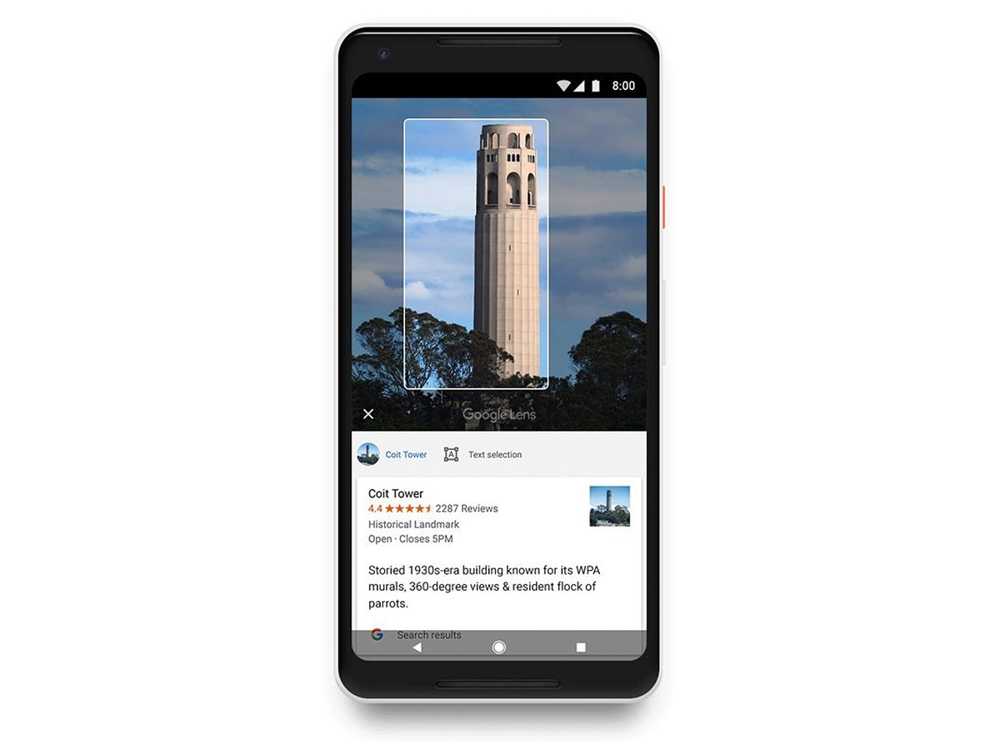 8:00
Google Lens
Coit Tower
A
Text selection
Coit Tower
4.4 2287 Reviews
Historical Landmark
Open · Closes 5PM
Storied 1930s-era building known for its WPA
murals, 360-degree views & resident flock of
parrots.
G Search results